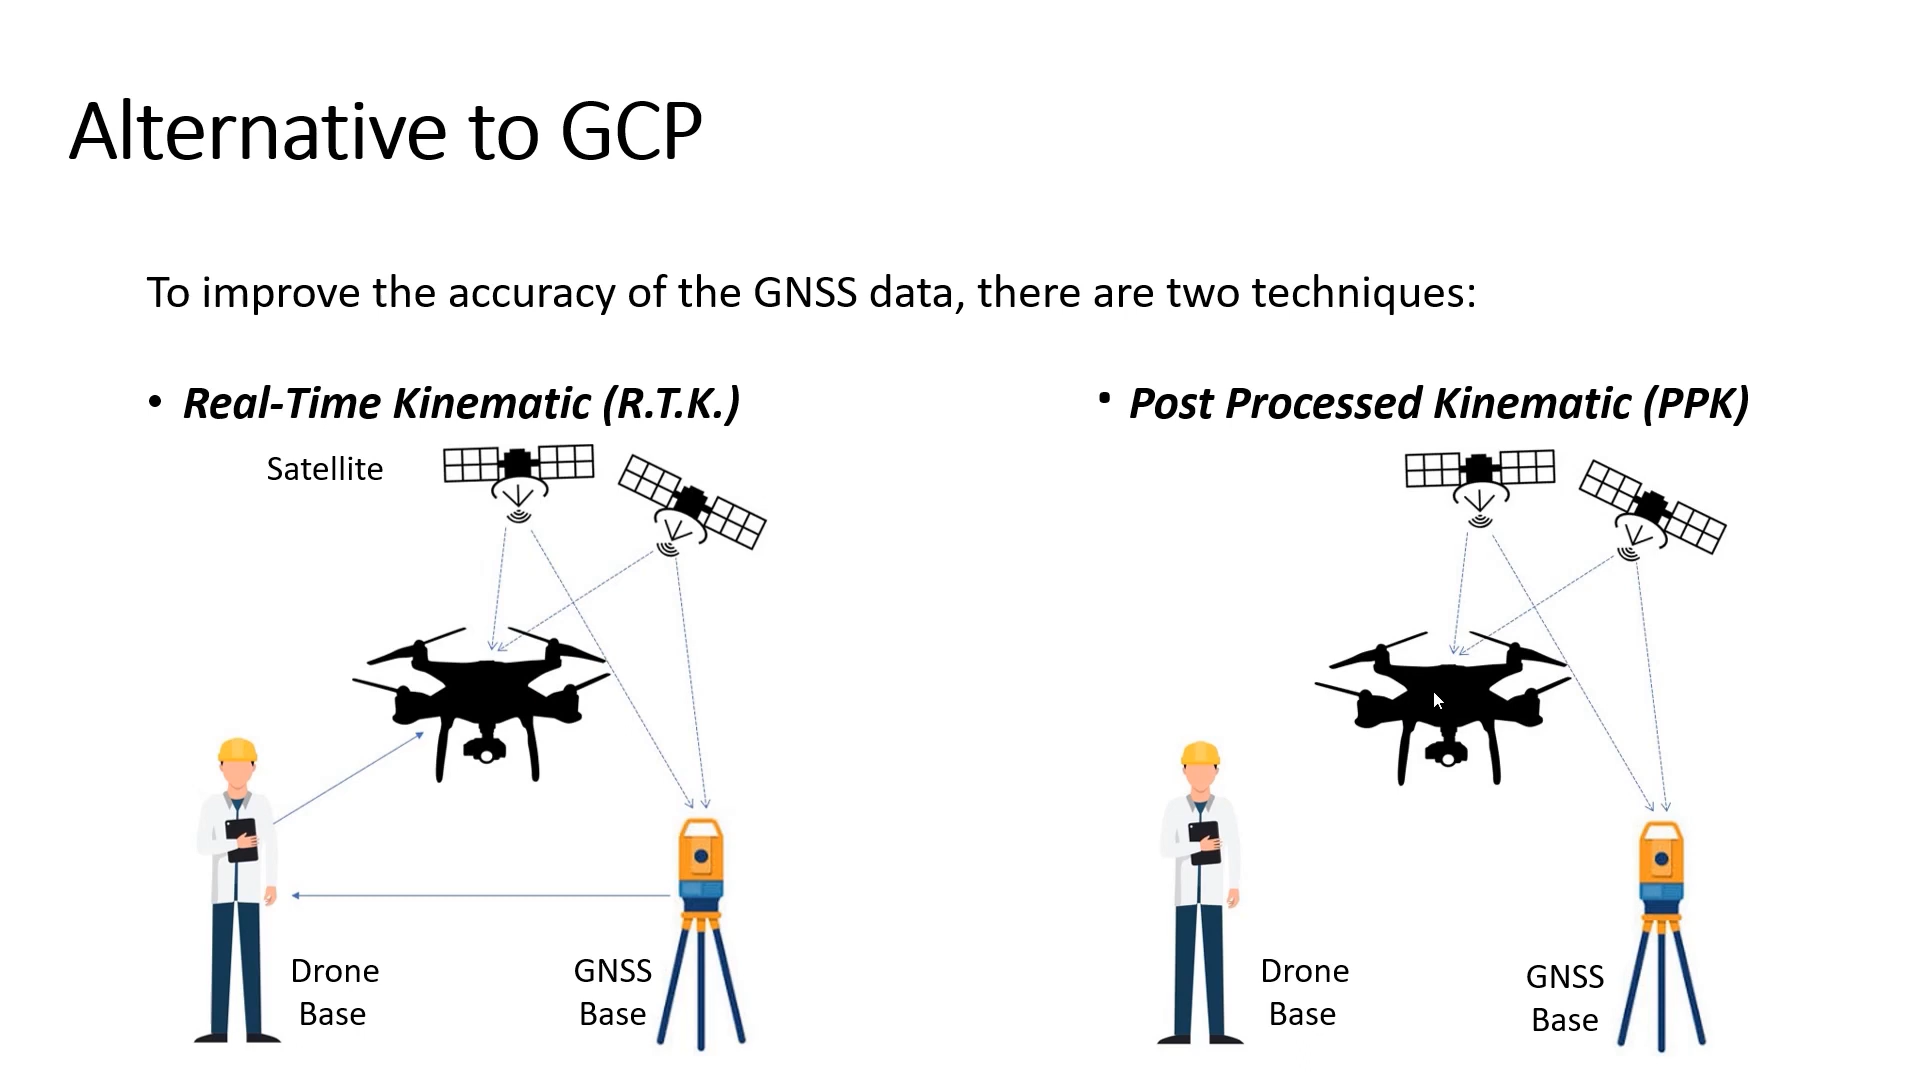 Alternative to GCP
To improve the accuracy of the GNSS data, there are two techniques:
• Real-Time Kinematic (R.T.K.)
Satellite
Drone
Base
GNSS
Base
• Post Processed Kinematic (PPK)
Drone
Base
GNSS
Base